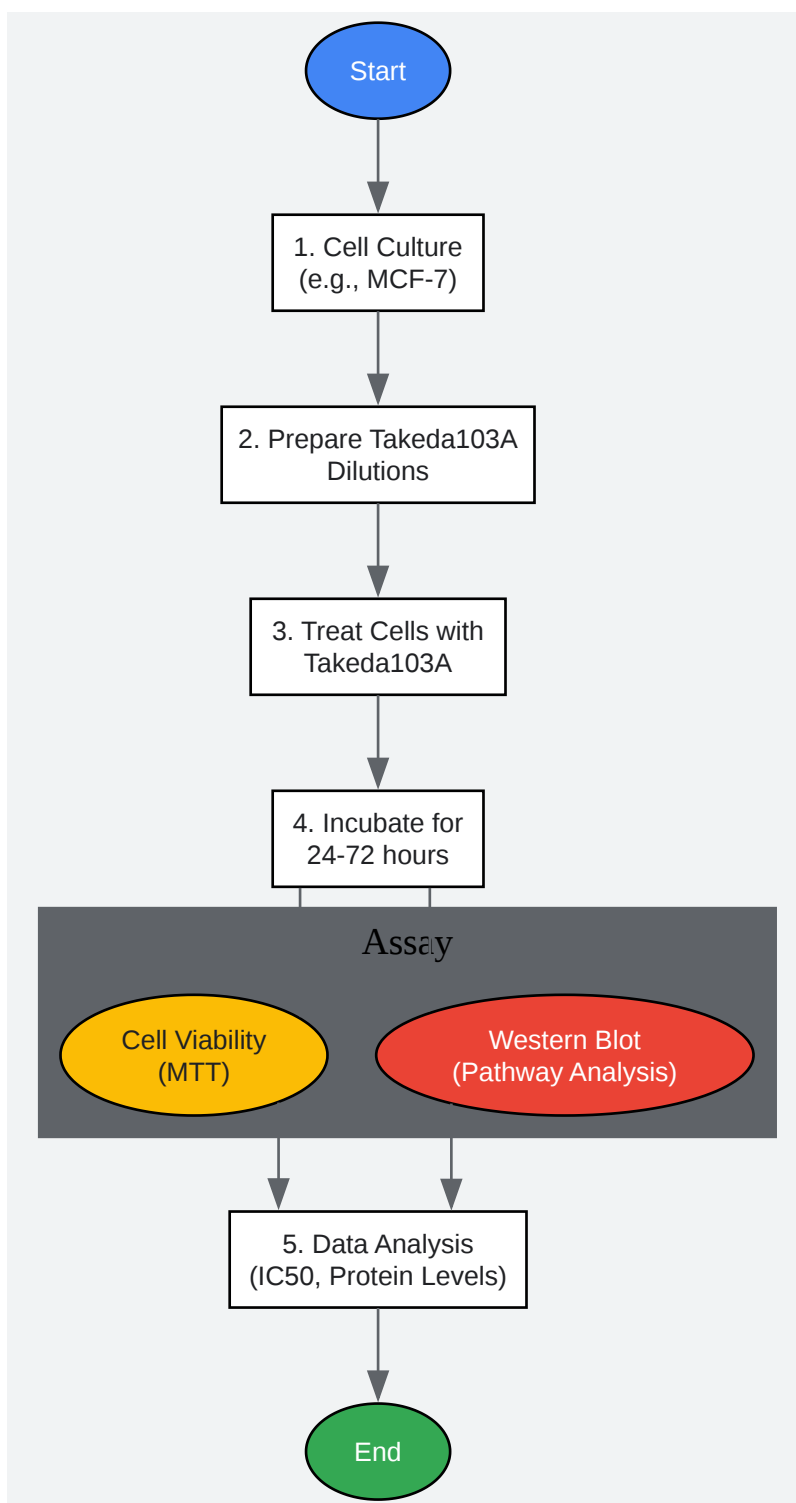 Start
1. Cell Culture
(e.g., MCF-7)
2. Prepare Takeda103A
Dilutions
3. Treat Cells with
Takeda103A
4. Incubate for
24-72 hours
Assay
Cell Viability
(MTT)
Western Blot
(Pathway Analysis)
5. Data Analysis
(IC50, Protein Levels)
End